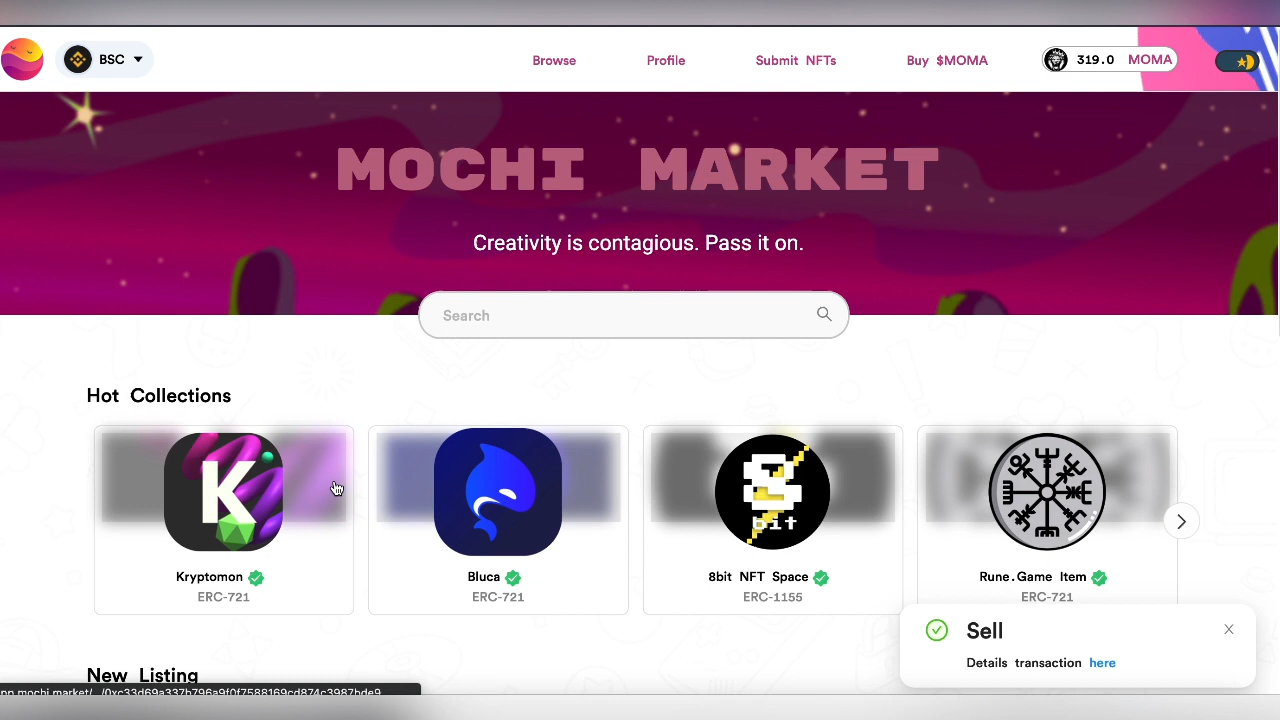 BSC
Browse
Profile
Submit NFTs
Buy $MOMA
319.0 MOMA
MOCHI MARKET
Creativity is contagious. Pass it on.
Search
Hot Collections
K
8
bit
Kryptomon
ERC-721
Bluca
ERC-721
8bit NFT Space
ERC-1155
Rune.Game Item
ERC-721
Sell
Details transaction here
New Listing